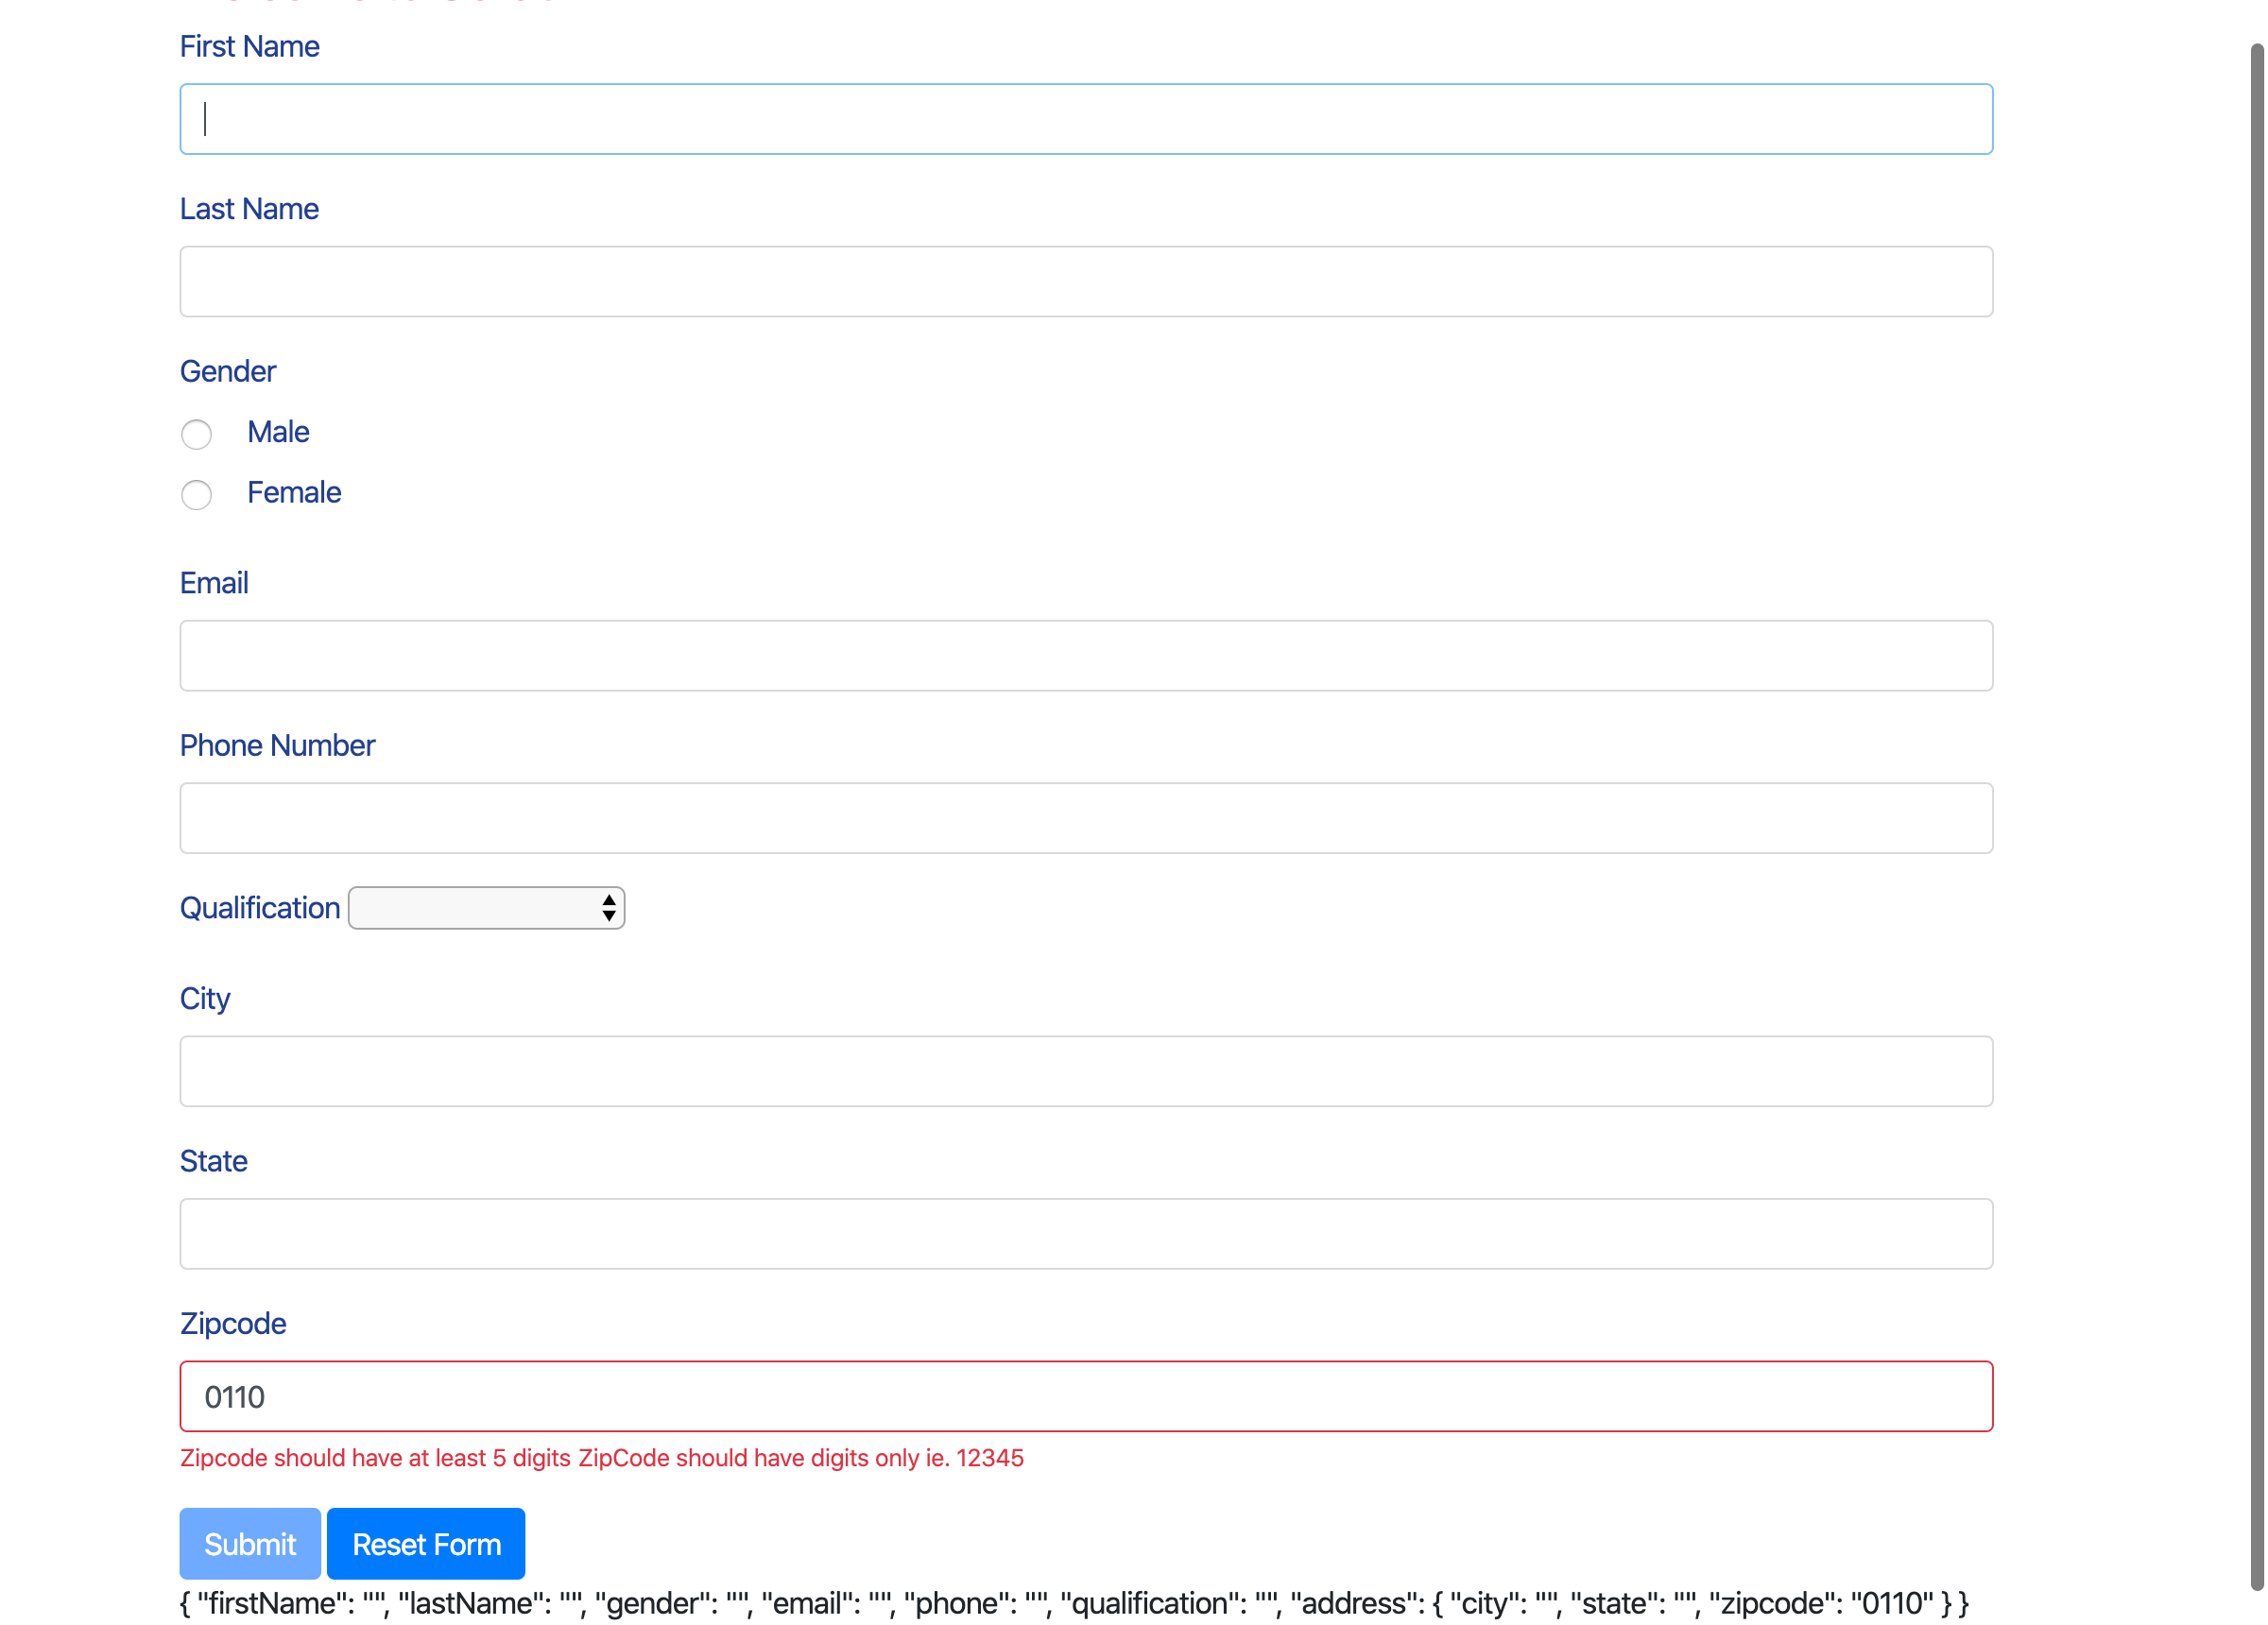 First Name
Last Name
Gender
Male
Female
Email
Phone Number
Qualification
City
State
Zipcode
0110
Zipcode should have at least 5 digits ZipCode should have digits only ie. 12345
Submit Reset Form
{ "firstName": "", "lastName": "", "gender": "", "email": "", "phone": "", "qualification": "", "address": { "city": "", "state": "", "zipcode": "0110" } }